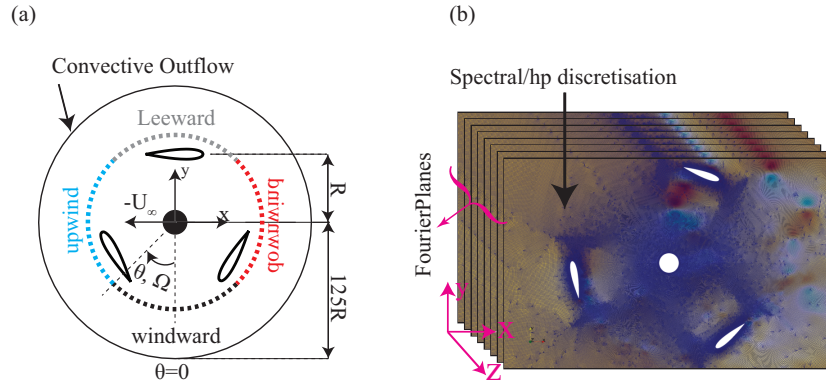 (a)
Convective Outflow
Leeward
upwind
downwind
-U∞
y
x
R
θ, Ω
125R
windward
θ=0
(b)
Spectral/hp discretisation
FourierPlanes
y
x
z